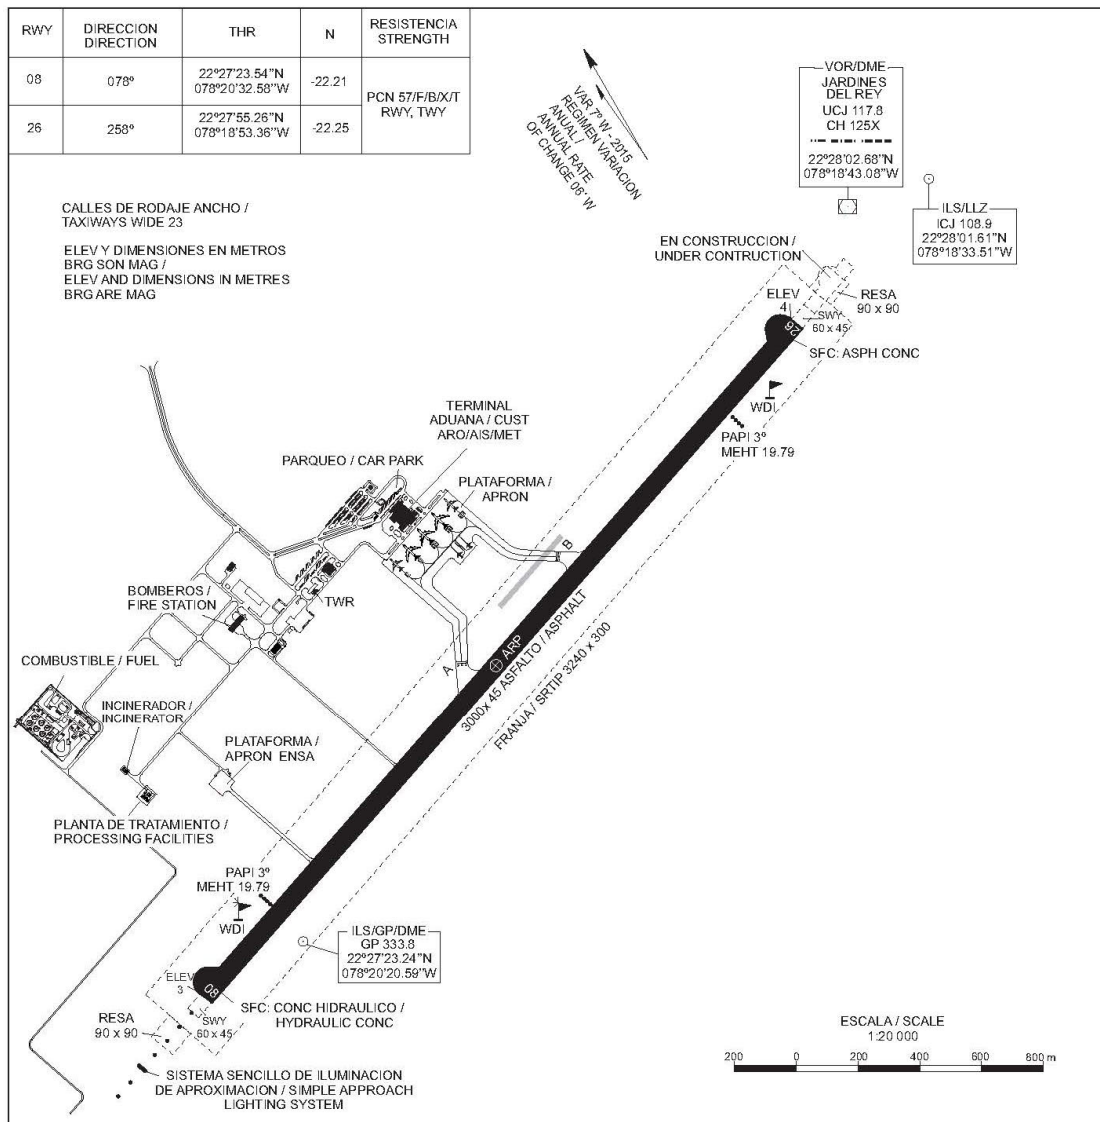 RWY
DIRECCION
DIRECTION
THR
N
RESISTENCIA
STRENGTH
08
078º
22º27'23.54"N
078º20'32.58"W
-22.21
PCN 57/F/B/X/T
RWY, TWY
26
258º
22º27'55.26"N
078º18'53.36"W
-22.25
VAR 7º W - 2015
REGIMEN VARIACION
ANUAL /
ANNUAL RATE
OF CHANGE 06' W
VOR/DME
JARDINES
DEL REY
UCJ 117.8
CH 125X
22º28'02.68"N
078º18'43.08"W
ILS/LLZ
ICJ 108.9
22º28'01.61"N
078º18'33.51"W
CALLES DE RODAJE ANCHO /
TAXIWAYS WIDE 23
ELEV Y DIMENSIONES EN METROS
BRG SON MAG /
ELEV AND DIMENSIONS IN METRES
BRG ARE MAG
EN CONSTRUCCION /
UNDER CONTRUCTION
ELEV
4
RESA
90 x 90
SWY
60 x 45
26
SFC: ASPH CONC
WDI
PAPI 3º
MEHT 19.79
TERMINAL
ADUANA / CUST
ARO/AIS/MET
PARQUEO / CAR PARK
PLATAFORMA /
APRON
B
TWR
BOMBEROS /
FIRE STATION
ARP
A
3000x 45 ASFALTO / ASPHALT
FRANJA / SRTIP 3240 x 300
COMBUSTIBLE / FUEL
INCINERADOR /
INCINERATOR
PLATAFORMA /
APRON ENSA
PLANTA DE TRATAMIENTO /
PROCESSING FACILITIES
PAPI 3º
MEHT 19.79
WDI
ILS/GP/DME
GP 333.8
22º27'23.24"N
078º20'20.59"W
ELEV
3
08
SFC: CONC HIDRAULICO /
HYDRAULIC CONC
RESA
90 x 90
SWY
60 x 45
SISTEMA SENCILLO DE ILUMINACION
DE APROXIMACION / SIMPLE APPROACH
LIGHTING SYSTEM
ESCALA / SCALE
1:20 000
200 0 200 400 600 800 m